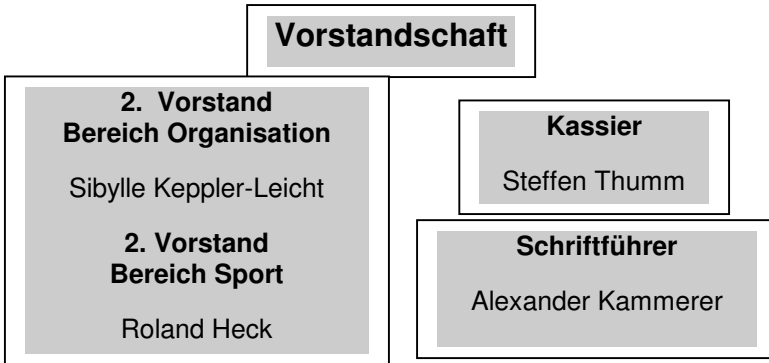 Vorstandschaft
2. Vorstand
Bereich Organisation
Sibylle Keppler-Leicht
2. Vorstand
Bereich Sport
Roland Heck
Kassier
Steffen Thumm
Schriftführer
Alexander Kammerer